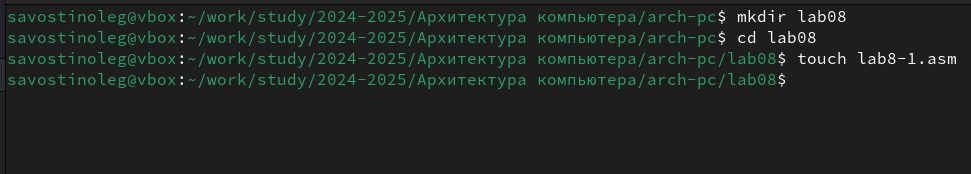 savostinoleg@vbox:~/work/study/2024-2025/Архитектура компьютера/arch-pc$ mkdir lab08
savostinoleg@vbox:~/work/study/2024-2025/Архитектура компьютера/arch-pc$ cd lab08
savostinoleg@vbox:~/work/study/2024-2025/Архитектура компьютера/arch-pc/lab08$ touch lab8-1.asm
savostinoleg@vbox:~/work/study/2024-2025/Архитектура компьютера/arch-pc/lab08$